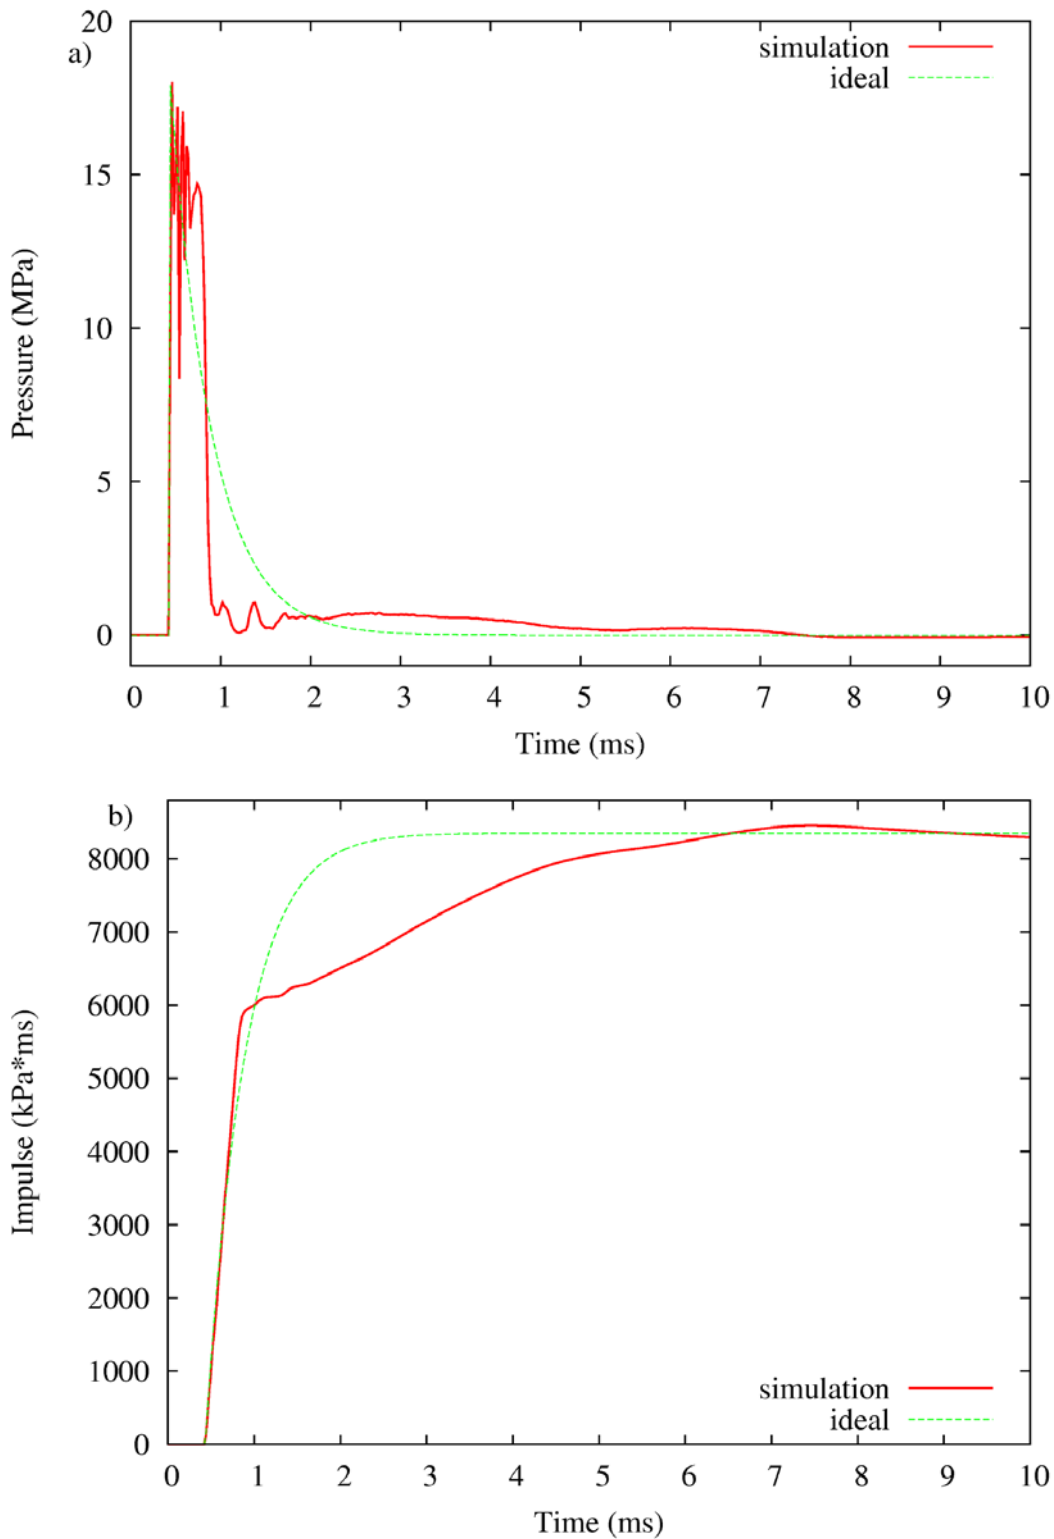 a)
20
15
10
5
0
Pressure (MPa)
simulation
ideal
0 1 2 3 4 5 6 7 8 9 10
Time (ms)
b)
8000
7000
6000
5000
4000
3000
2000
1000
0
Impulse (kPa*ms)
simulation
ideal
0 1 2 3 4 5 6 7 8 9 10
Time (ms)